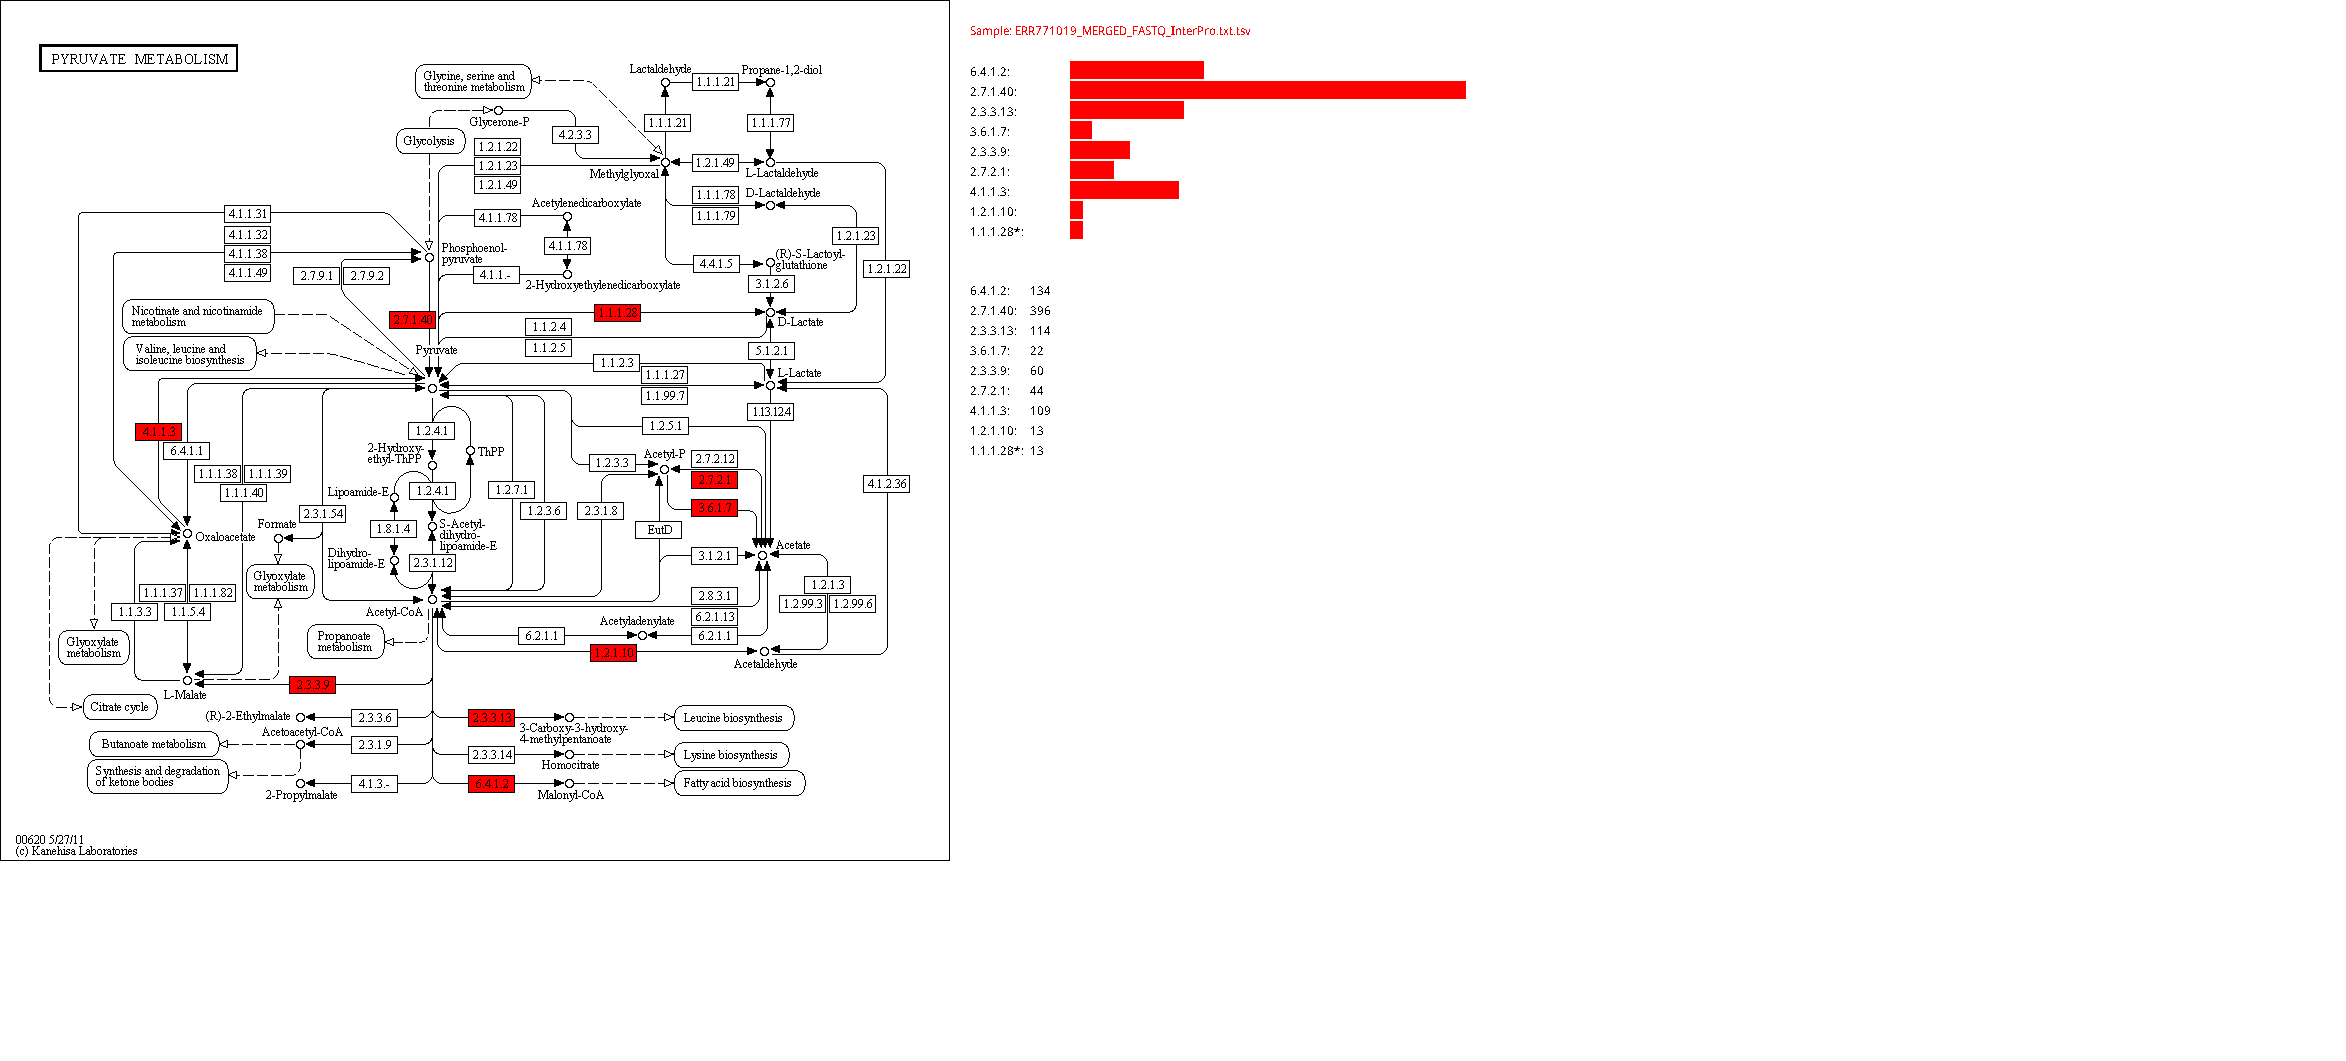 PYRUVATE METABOLISM
Glycine, serine and
threonine metabolism
Lactaldehyde
1.1.1.21
Propane-1,2-diol
Glycerone-P
4.2.3.3
1.1.1.21
1.1.1.77
Glycolysis
1.2.1.22
1.2.1.23
1.2.1.49
Methylglyoxal
1.2.1.49
L-Lactaldehyde
1.1.1.78
1.1.1.79
D-Lactaldehyde
Acetylenedicarboxylate
4.1.1.78
4.1.1.78
1.2.1.23
4.1.1.31
4.1.1.32
4.1.1.38
4.1.1.49
2.7.9.1
2.7.9.2
Phosphoenol-
pyruvate
4.1.1.-
2-Hydroxyethylenedicarboxylate
4.4.1.5
(R)-S-Lactoyl-
glutathione
1.2.1.22
3.1.2.6
Nicotinate and nicotinamide
metabolism
2.7.1.40
1.1.1.28
D-Lactate
1.1.2.4
1.1.2.5
Valine, leucine and
isoleucine biosynthesis
Pyruvate
5.1.2.1
1.1.2.3
L-Lactate
1.1.1.27
1.1.99.7
1.13.12.4
4.1.1.3
6.4.1.1
1.2.4.1
1.2.5.1
2-Hydroxy-
ethyl-ThPP
ThPP
Acetyl-P
1.2.3.3
2.7.2.12
2.7.2.1
3.6.1.7
1.1.1.38
1.1.1.39
1.1.1.40
Lipoamide-E
1.2.4.1
1.2.7.1
1.2.3.6
2.3.1.8
4.1.2.36
2.3.1.54
Formate
Oxaloacetate
1.8.1.4
S-Acetyl-
dihydro-
lipoamide-E
EutD
Dihydro-
lipoamide-E
2.3.1.12
Acetate
3.1.2.1
Glyoxylate
metabolism
1.2.1.3
1.2.99.3
1.2.99.6
1.1.1.37
1.1.1.82
1.1.3.3
1.1.5.4
Acetyl-CoA
2.8.3.1
6.2.1.13
Acetyladenylate
6.2.1.1
6.2.1.1
Glyoxylate
metabolism
Propanoate
metabolism
1.2.1.10
Acetaldehyde
L-Malate
2.3.3.9
Citrate cycle
(R)-2-Ethylmalate
2.3.3.6
2.3.3.13
3-Carboxy-3-hydroxy-
4-methylpentanoate
Leucine biosynthesis
Butanoate metabolism
Acetoacetyl-CoA
2.3.1.9
2.3.3.14
Homocitrate
Lysine biosynthesis
Synthesis and degradation
of ketone bodies
2-Propylmalate
4.1.3.-
6.4.1.2
Malonyl-CoA
Fatty acid biosynthesis
00620 5/27/11
(c) Kanehisa Laboratories
Sample: ERR771019_MERGED_FASTQ_InterPro.txt.tsv
6.4.1.2:
2.7.1.40:
2.3.3.13:
3.6.1.7:
2.3.3.9:
2.7.2.1:
4.1.1.3:
1.2.1.10:
1.1.1.28*:
6.4.1.2: 134
2.7.1.40: 396
2.3.3.13: 114
3.6.1.7: 22
2.3.3.9: 60
2.7.2.1: 44
4.1.1.3: 109
1.2.1.10: 13
1.1.1.28*: 13